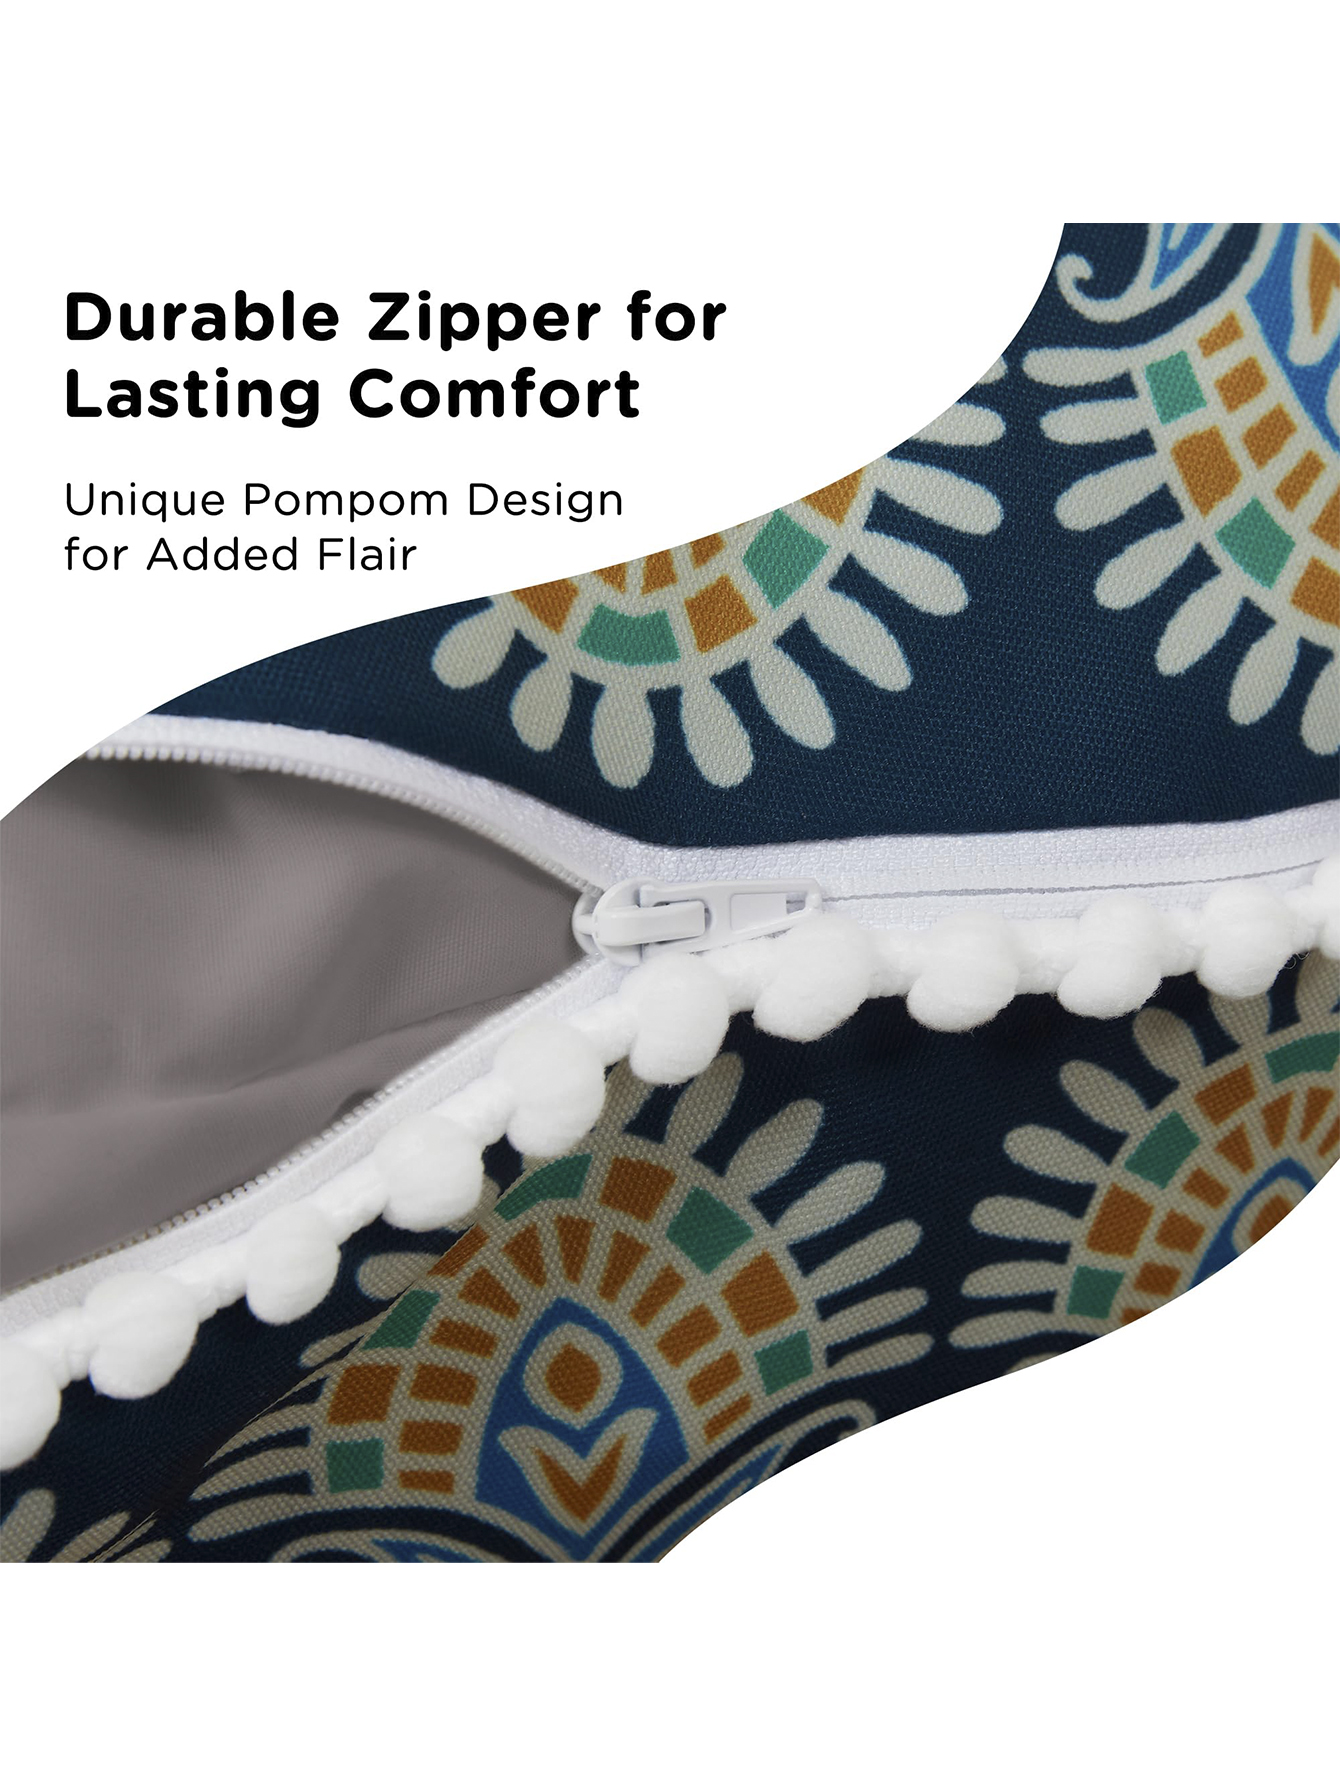 Durable Zipper for
Lasting Comfort
Unique Pompom Design
for Added Flair